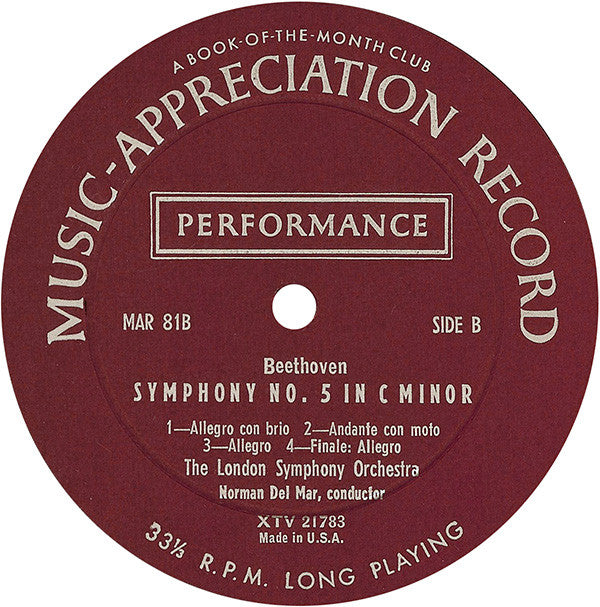 A BOOK-OF-THE-MONTH CLUB
MUSIC-APPRECIATION RECORD
PERFORMANCE
MAR 81B
SIDE B
Beethoven
SYMPHONY NO. 5 IN C MINOR
1—Allegro con brio 2—Andante con moto
3—Allegro 4—Finale: Allegro
The London Symphony Orchestra
Norman Del Mar, conductor
XTV 21783
Made in U.S.A.
33⅓ R.P.M. LONG PLAYING